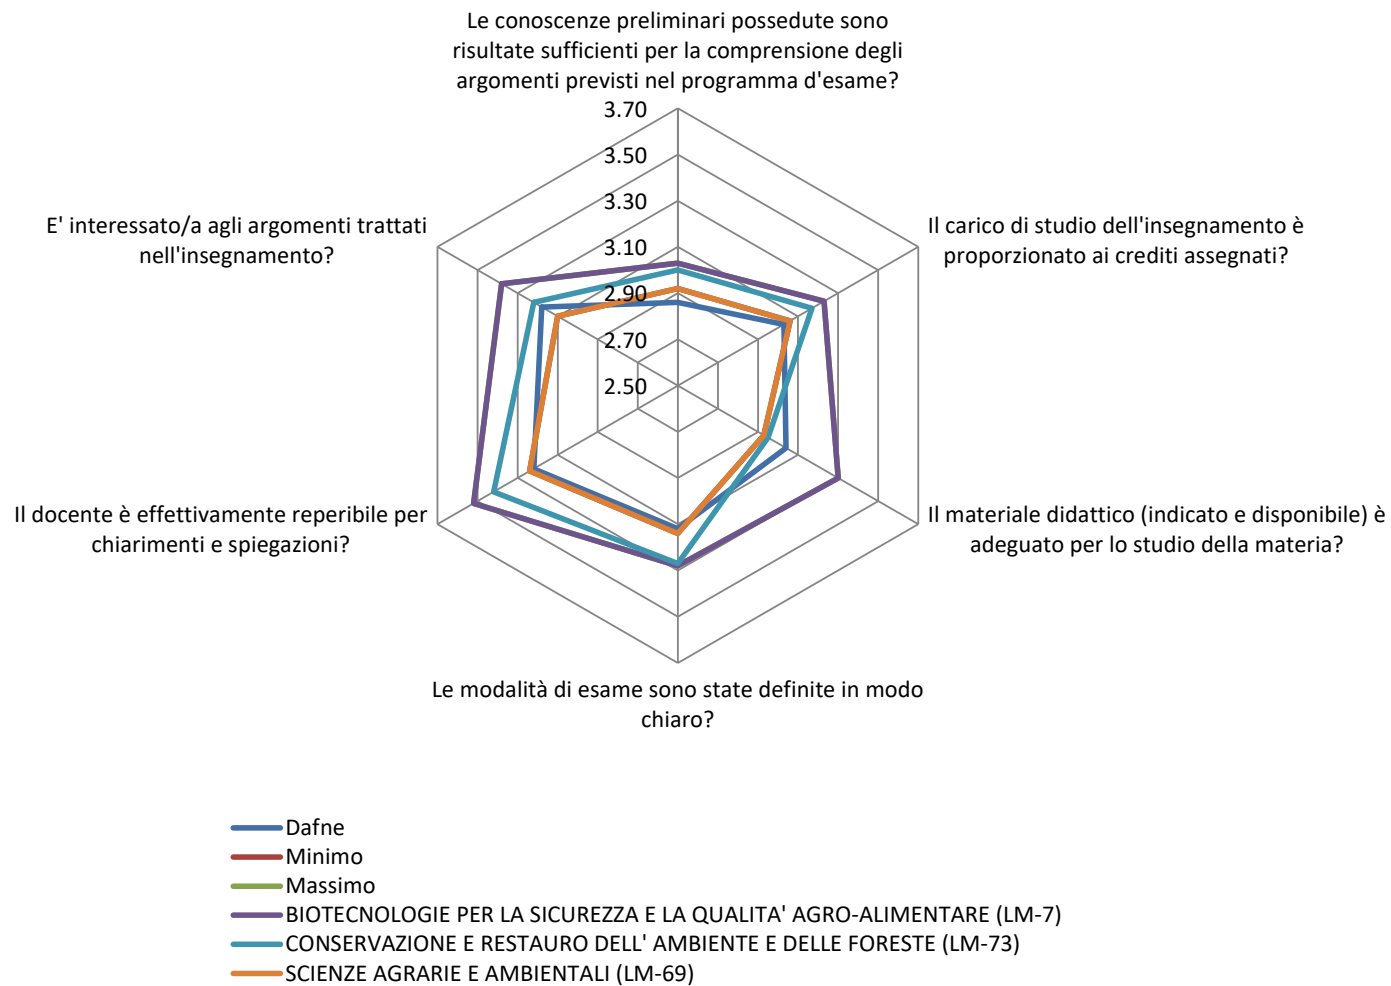 Le conoscenze preliminari possedute sono
risultate sufficienti per la comprensione degli
argomenti previsti nel programma d'esame?
3.70
3.50
3.30
3.10
2.90
2.70
2.50
E' interessato/a agli argomenti trattati
nell'insegnamento?
Il carico di studio dell'insegnamento è
proporzionato ai crediti assegnati?
Il docente è effettivamente reperibile per
chiarimenti e spiegazioni?
Il materiale didattico (indicato e disponibile) è
adeguato per lo studio della materia?
Le modalità di esame sono state definite in modo
chiaro?
Dafne
Minimo
Massimo
BIOTECNOLOGIE PER LA SICUREZZA E LA QUALITA' AGRO-ALIMENTARE (LM-7)
CONSERVAZIONE E RESTAURO DELL' AMBIENTE E DELLE FORESTE (LM-73)
SCIENZE AGRARIE E AMBIENTALI (LM-69)